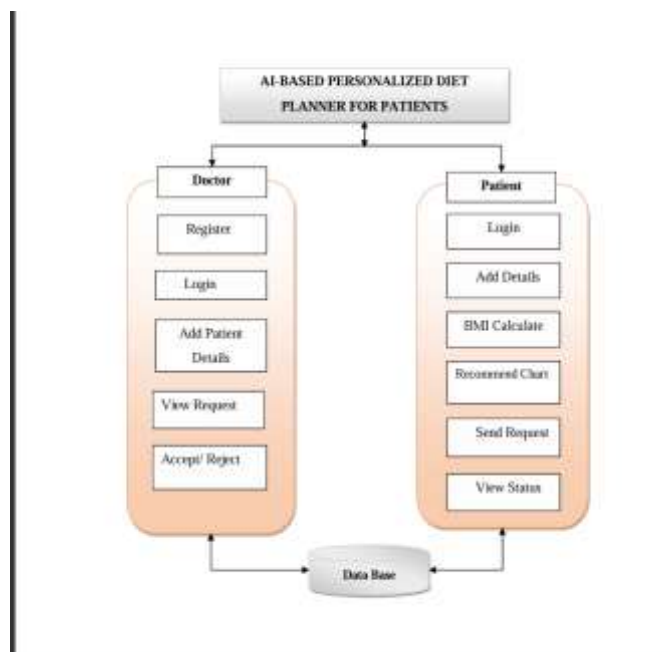 AI-BASED PERSONALIZED DIET
PLANNER FOR PATIENTS
Doctor
Register
Login
Add Patient
Details
View Request
Accept/ Reject
Patient
Login
Add Details
BMI Calculate
Recommend Chart
Send Request
View Status
Data Base